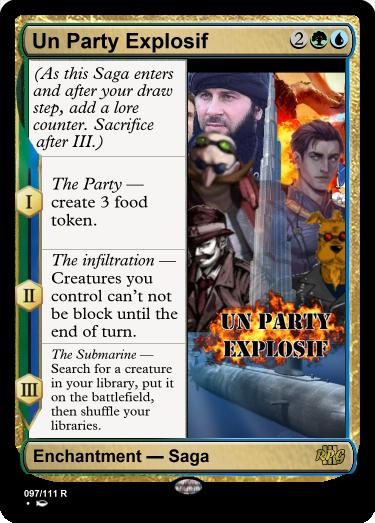 Un Party Explosif
2
(As this Saga enters
and after your draw
step, add a lore
counter. Sacrifice
after III.)
I
The Party —
create 3 food
token.
II
The infiltration —
Creatures you
control can't not
be block until the
end of turn.
III
The Submarine —
Search for a creature
in your library, put it
on the battlefield,
then shuffle your
libraries.
UN PARTY
EXPLOSIF
Enchantment — Saga
RPG
097/111 R